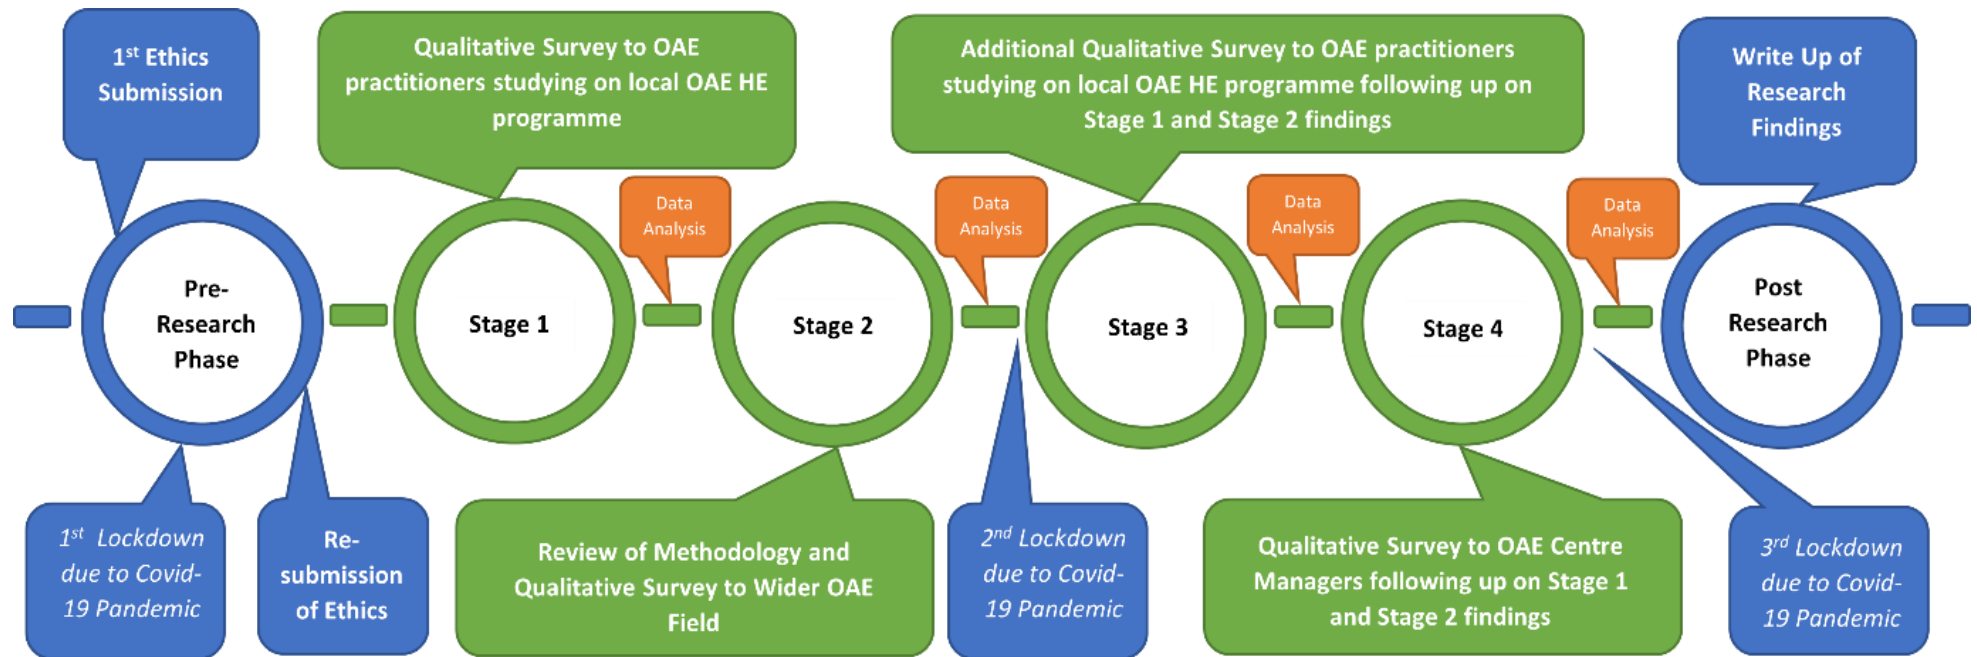 1st Ethics
Submission
Qualitative Survey to OAE
practitioners studying on local OAE HE
programme
Additional Qualitative Survey to OAE practitioners
studying on local OAE HE programme following up on
Stage 1 and Stage 2 findings
Write Up of
Research
Findings
Data
Analysis
Data
Analysis
Data
Analysis
Data
Analysis
Pre-
Research
Phase
Stage 1
Stage 2
Stage 3
Stage 4
Post
Research
Phase
1st Lockdown
due to Covid-
19 Pandemic
Re-
submission
of Ethics
Review of Methodology and
Qualitative Survey to Wider OAE
Field
2nd Lockdown
due to Covid-
19 Pandemic
Qualitative Survey to OAE Centre
Managers following up on Stage 1
and Stage 2 findings
3rd Lockdown
due to Covid-
19 Pandemic